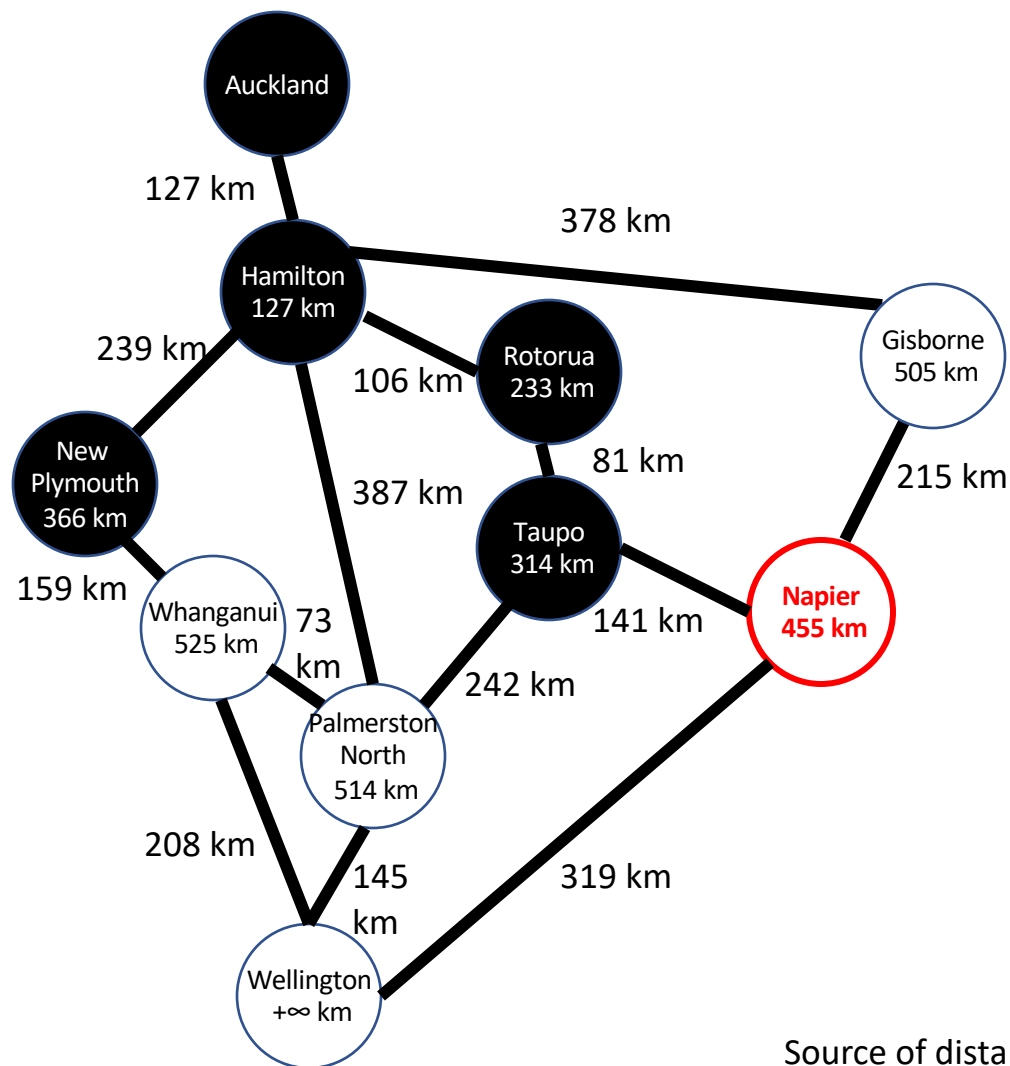 Auckland
127 km
378 km
Hamilton
127 km
Gisborne
505 km
239 km
Rotorua
233 km
106 km
New
Plymouth
366 km
81 km
215 km
387 km
Taupo
314 km
159 km
Whanganui
525 km
73
km
141 km
Napier
455 km
242 km
Palmerston
North
514 km
208 km
145
km
319 km
Wellington
+∞ km
Source of dista